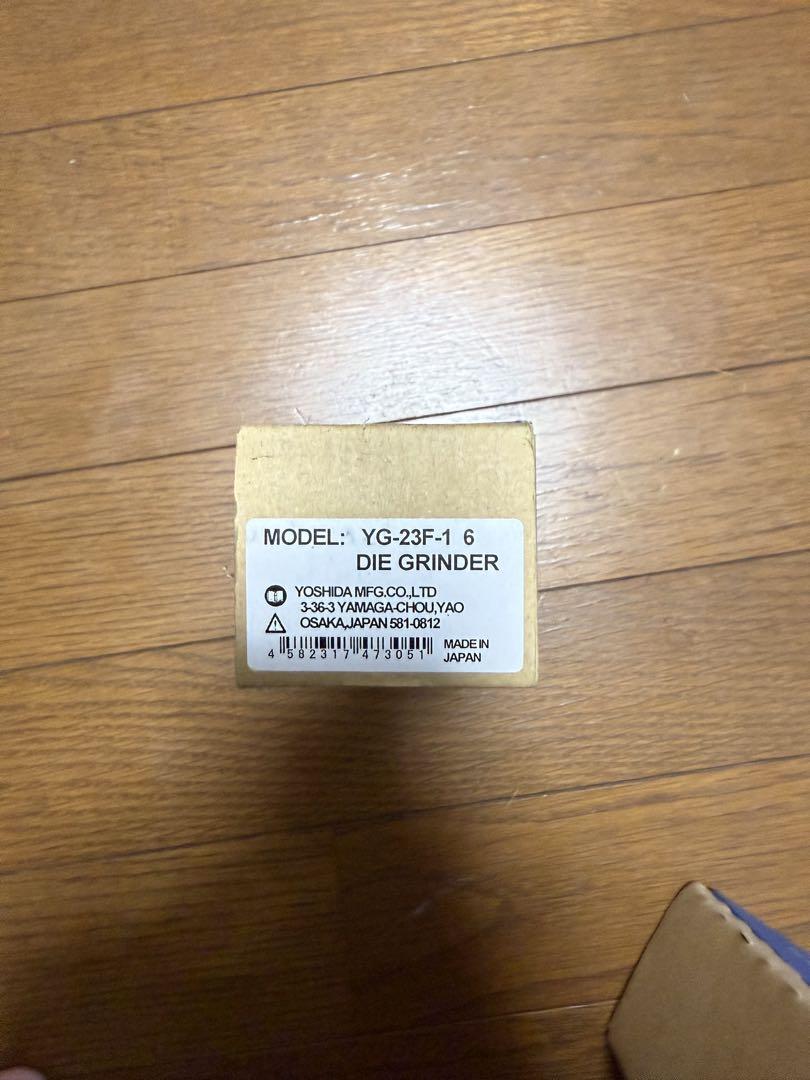 MODEL: YG-23F-1 6
DIE GRINDER
YOSHIDA MFG.CO.,LTD
3-36-3 YAMAGA-CHOU,YAO
OSAKA,JAPAN 581-0812
4 582317 473051
MADE IN
JAPAN